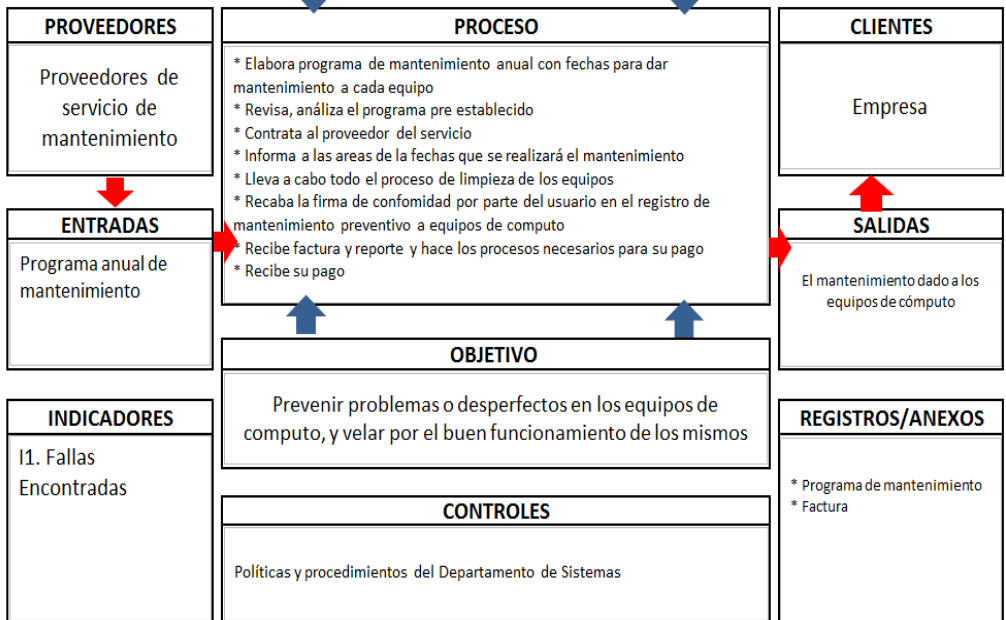 PROVEEDORES
Proveedores de
servicio de
mantenimiento
ENTRADAS
Programa anual de
mantenimiento
INDICADORES
I1. Fallas
Encontradas
PROCESO
* Elabora programa de mantenimiento anual con fechas para dar
mantenimiento a cada equipo
* Revisa, análiza el programa pre establecido
* Contrata al proveedor del servicio
* Informa a las areas de la fechas que se realizará el mantenimiento
* Lleva a cabo todo el proceso de limpieza de los equipos
* Recaba la firma de confomidad por parte del usuario en el registro de
mantenimiento preventivo a equipos de computo
* Recibe factura y reporte y hace los procesos necesarios para su pago
* Recibe su pago
OBJETIVO
Prevenir problemas o desperfectos en los equipos de
computo, y velar por el buen funcionamiento de los mismos
CONTROLES
Políticas y procedimientos del Departamento de Sistemas
CLIENTES
Empresa
SALIDAS
El mantenimiento dado a los
equipos de cómputo
REGISTROS/ANEXOS
* Programa de mantenimiento
* Factura